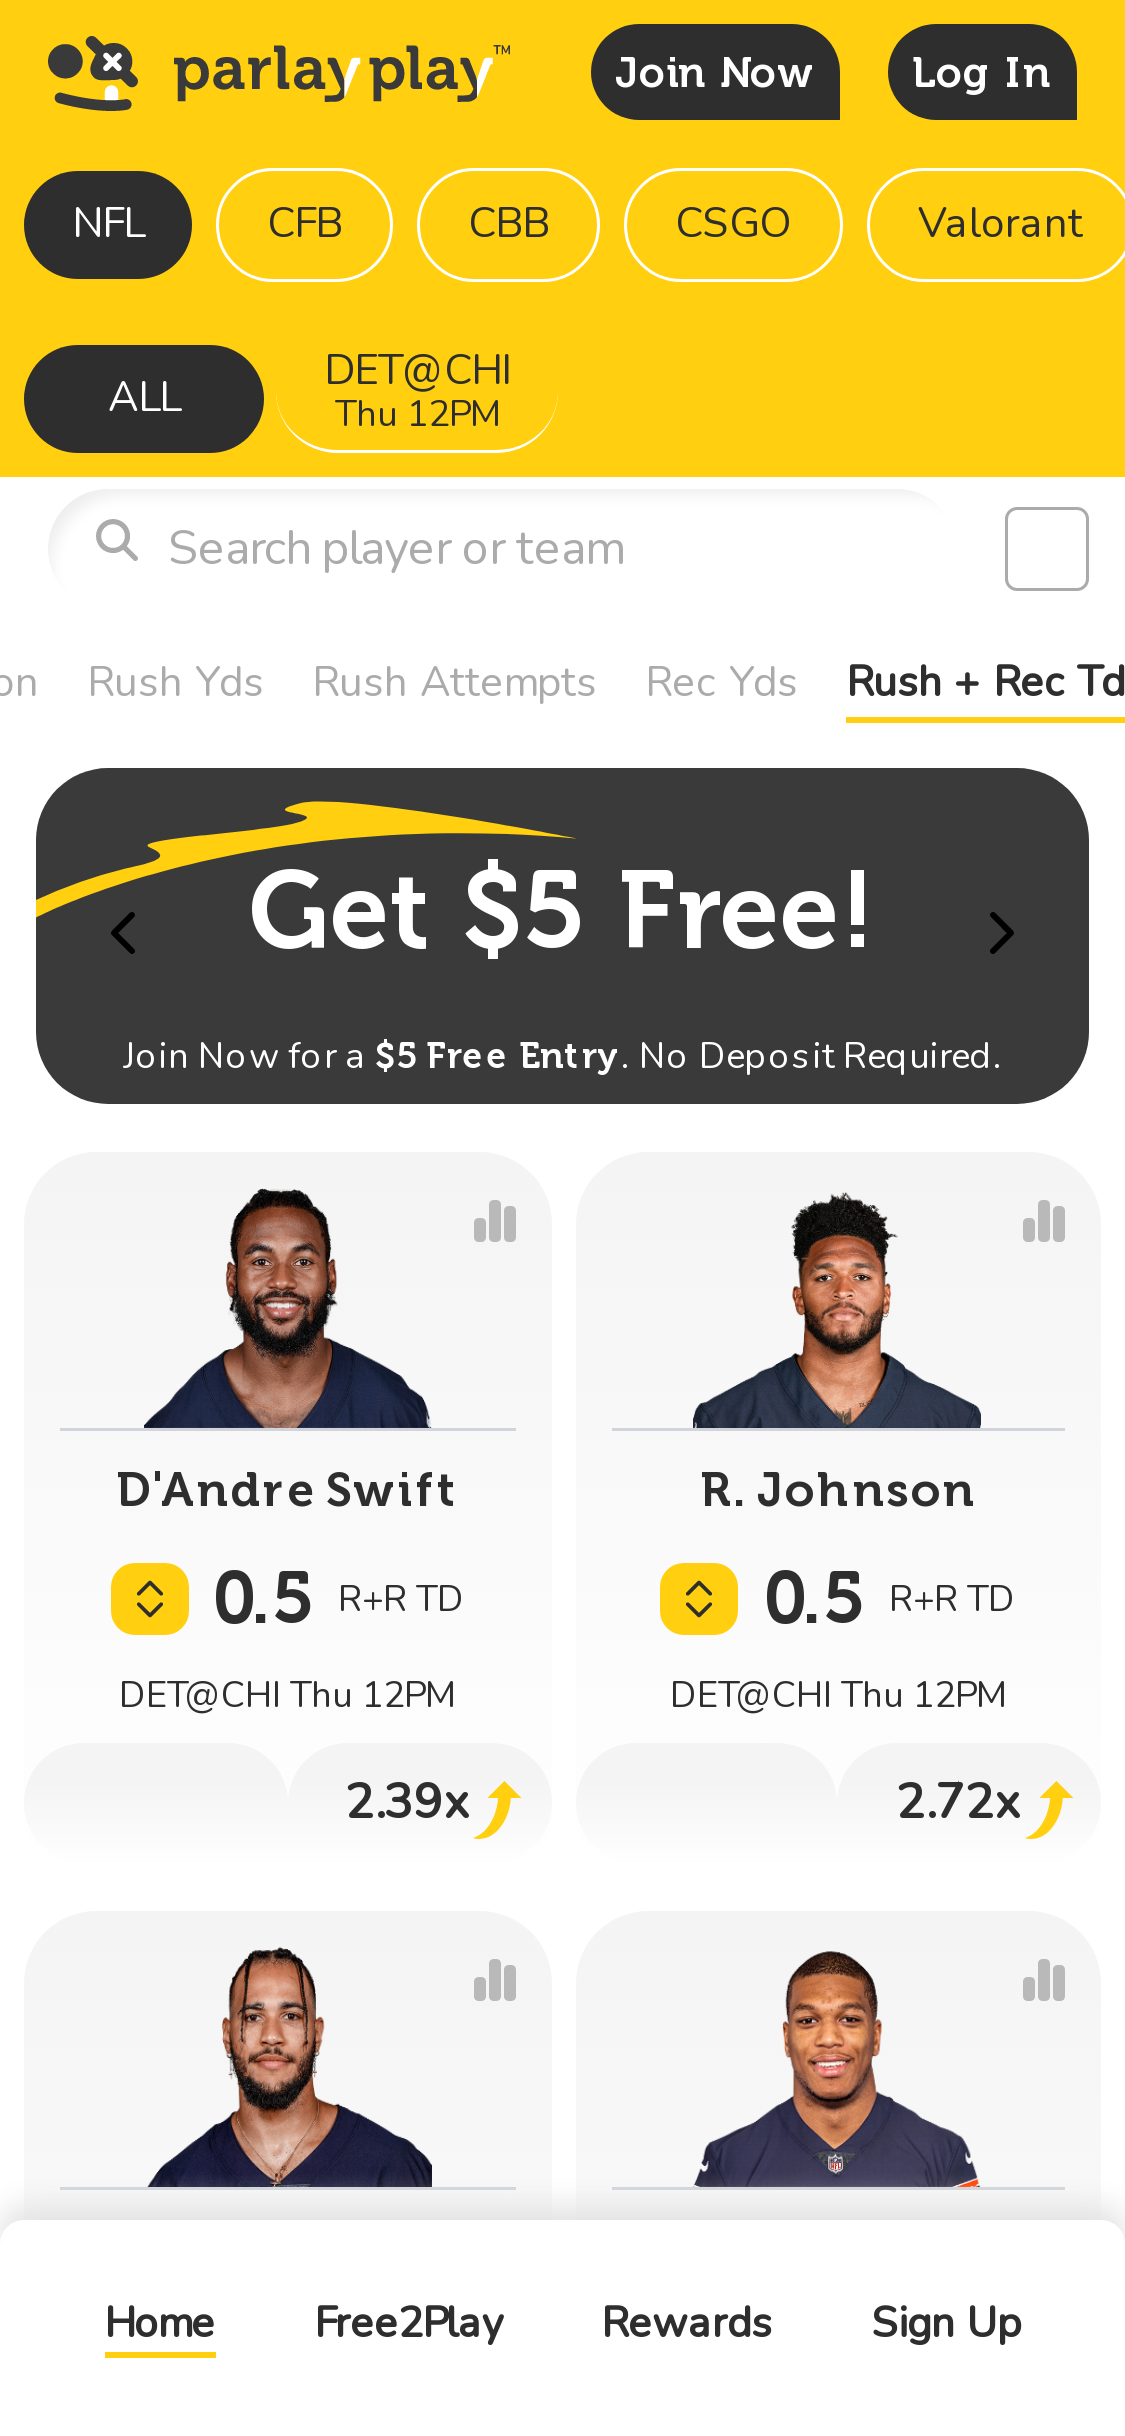 parlay play™
Join Now
Log In
NFL
CFB
CBB
CSGO
Valorant
ALL
DET@CHI
Thu 12PM
Search player or team
on
Rush Yds
Rush Attempts
Rec Yds
Rush + Rec Td
Get $5 Free!
Join Now for a $5 Free Entry. No Deposit Required.
D'Andre Swift
0.5 R+R TD
DET@CHI Thu 12PM
2.39x
R. Johnson
0.5 R+R TD
DET@CHI Thu 12PM
2.72x
Home
Free2Play
Rewards
Sign Up